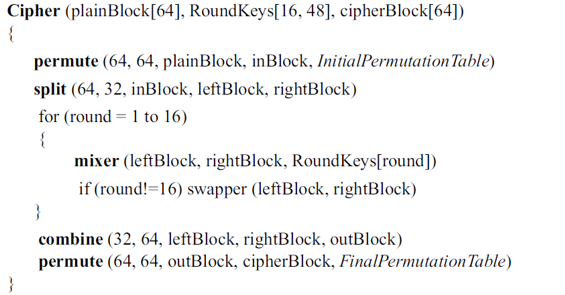 Cipher (plainBlock[64], RoundKeys[16, 48], cipherBlock[64])
{
permute (64, 64, plainBlock, inBlock, InitialPermutationTable)
split (64, 32, inBlock, leftBlock, rightBlock)
for (round = 1 to 16)
{
mixer (leftBlock, rightBlock, RoundKeys[round])
if (round!=16) swapper (leftBlock, rightBlock)
}
combine (32, 64, leftBlock, rightBlock, outBlock)
permute (64, 64, outBlock, cipherBlock, FinalPermutationTable)
}